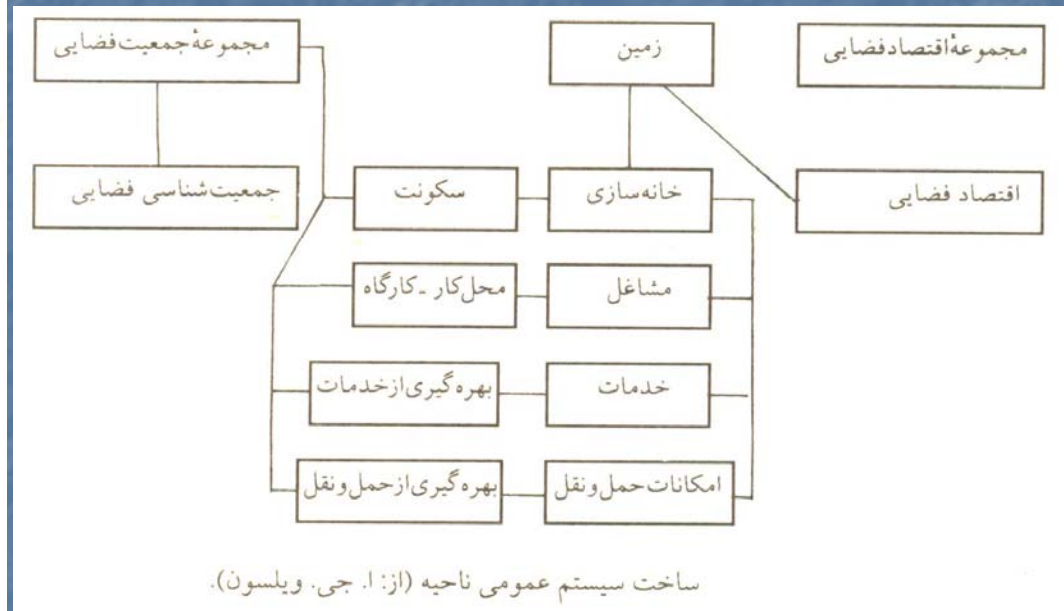 مجموعهٔ اقتصاد فضایی
زمین
مجموعهٔ جمعیت فضایی
اقتصاد فضایی
خانه‌سازی
سکونت
جمعیت‌شناسی فضایی
مشاغل
محل کار - کارگاه
خدمات
بهره‌گیری از خدمات
امکانات حمل و نقل
بهره‌گیری از حمل و نقل
ساخت سیستم عمومی ناحیه (از: ا. جی. ویلسون).